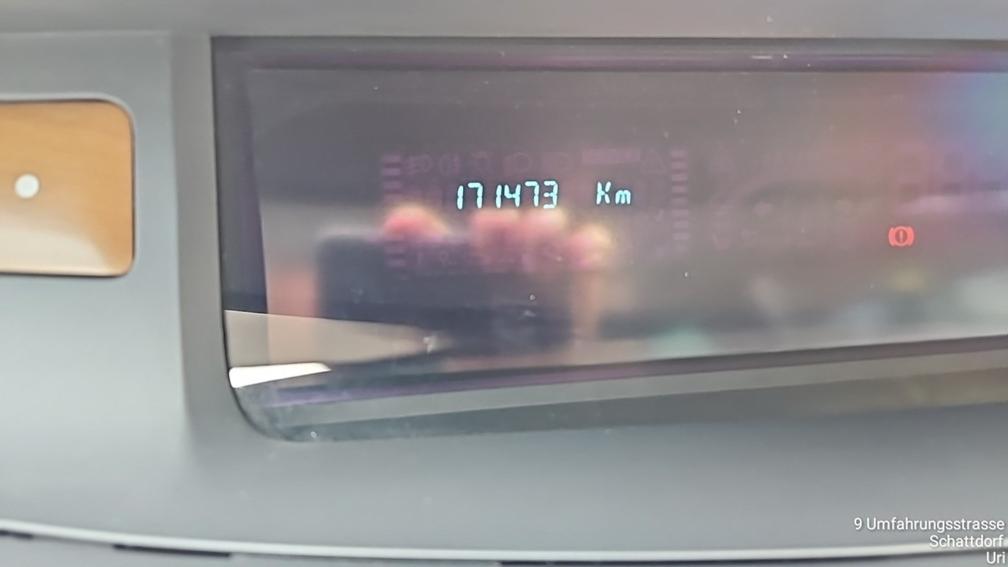 171473 Km
9 Umfahrungsstrasse
Schattdorf
Uri